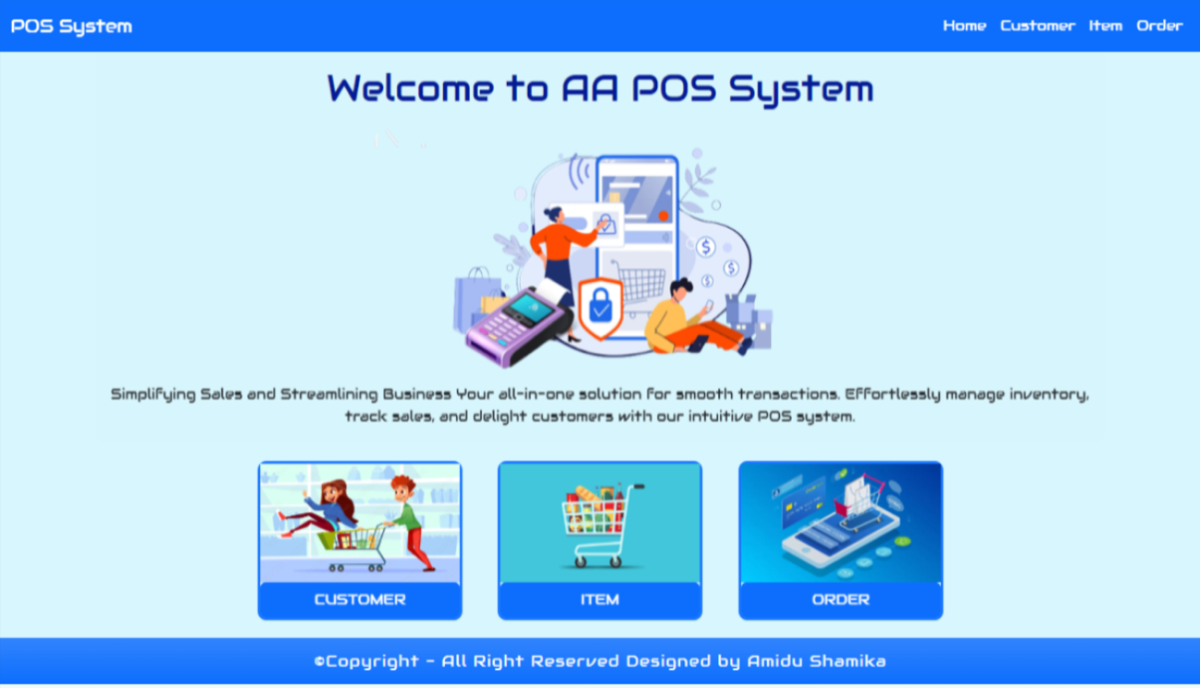 POS System
Home Customer Item Order
Welcome to AA POS System
Simplifying Sales and Streamlining Business Your all-in-one solution for smooth transactions. Effortlessly manage inventory,
track sales, and delight customers with our intuitive POS system.
CUSTOMER
ITEM
ORDER
©Copyright - All Right Reserved Designed by Amidu Shamika